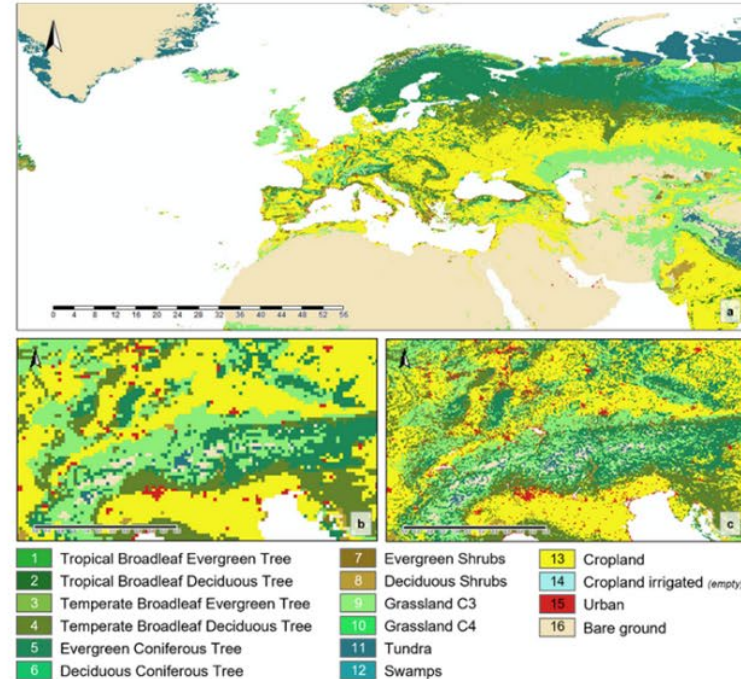 0 4 8 12 16 20 24 28 32 36 40 44 48 52 56
a
b
c
1 Tropical Broadleaf Evergreen Tree
2 Tropical Broadleaf Deciduous Tree
3 Temperate Broadleaf Evergreen Tree
4 Temperate Broadleaf Deciduous Tree
5 Evergreen Coniferous Tree
6 Deciduous Coniferous Tree
7 Evergreen Shrubs
8 Deciduous Shrubs
9 Grassland C3
10 Grassland C4
11 Tundra
12 Swamps
13 Cropland
14 Cropland irrigated (empty)
15 Urban
16 Bare ground